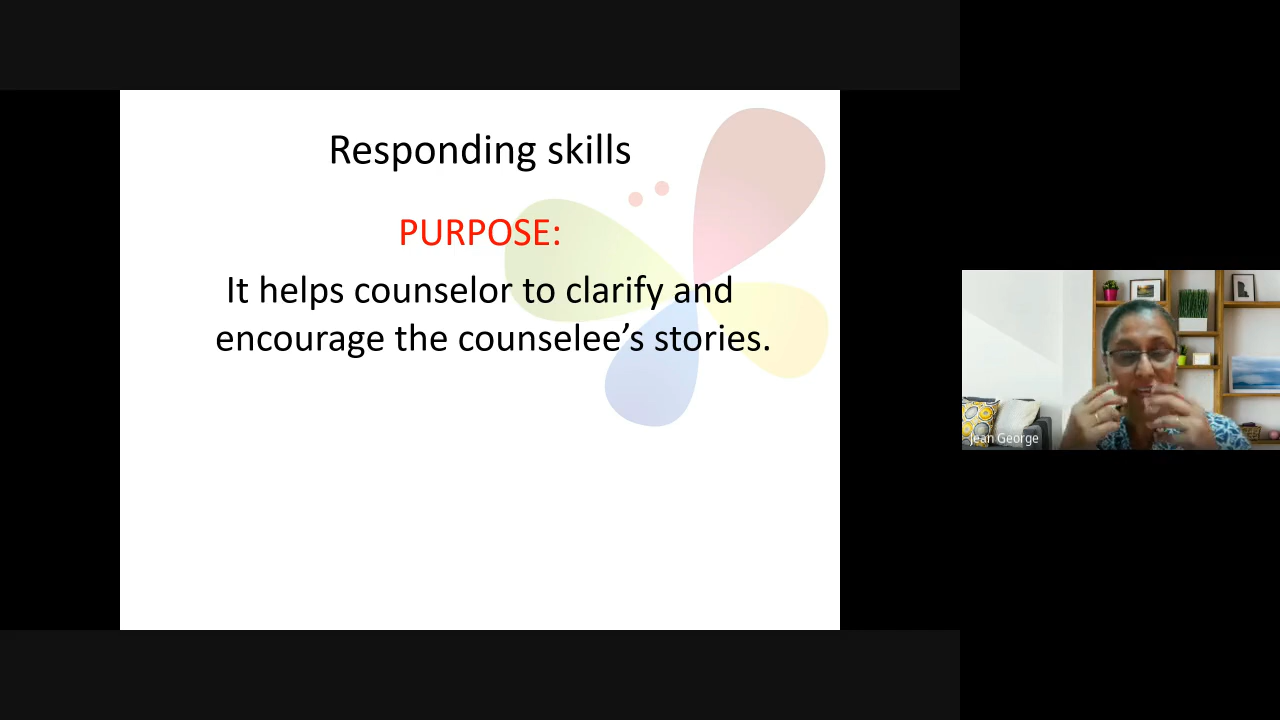 Responding skills
PURPOSE:
It helps counselor to clarify and
encourage the counselee’s stories.
Jean George